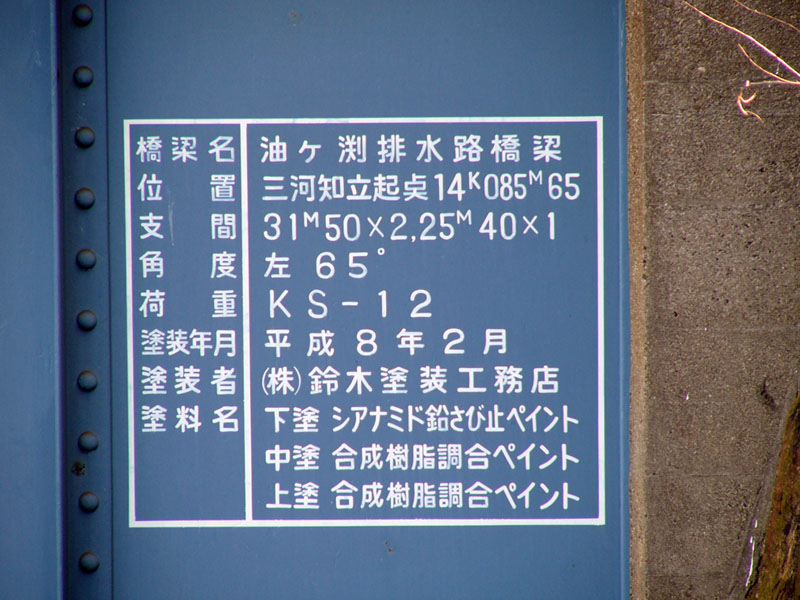 橋梁名 油ヶ渕排水路橋梁
位置 三河知立起奌14K085M65
支間 31M50×2,25M40×1
角度 左65°
荷重 KS-12
塗装年月 平成8年2月
塗装者 (株)鈴木塗装工務店
塗料名 下塗 シアナミド鉛さび止ペイント
中塗 合成樹脂調合ペイント
上塗 合成樹脂調合ペイント